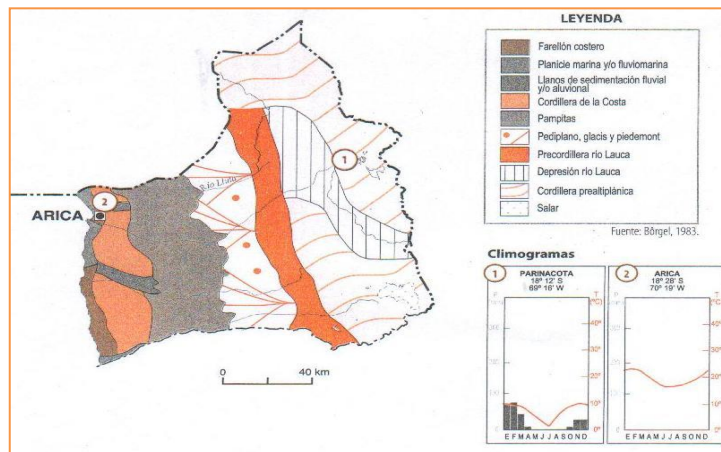 LEYENDA
Farellón costero
Planicie marina y/o fluviomarina
Llanos de sedimentación fluvial
y/o aluvional
Cordillera de la Costa
Pampitas
Pediplano, glacis y piedemont
Precordillera río Lauca
Depresión río Lauca
Cordillera prealtiplánica
Salar
Fuente: Börgel, 1983.
1
2
ARICA
Río Lluta
0 40 km
Climogramas
1 PARINACOTA
18° 12' S
69° 16' W
P T
(°C)
40°
30°
20°
10°
0°
E F M A M J J A S O N D
2 ARICA
18° 28' S
70° 19' W
P T
(°C)
40°
30°
20°
10°
0°
E F M A M J J A S O N D